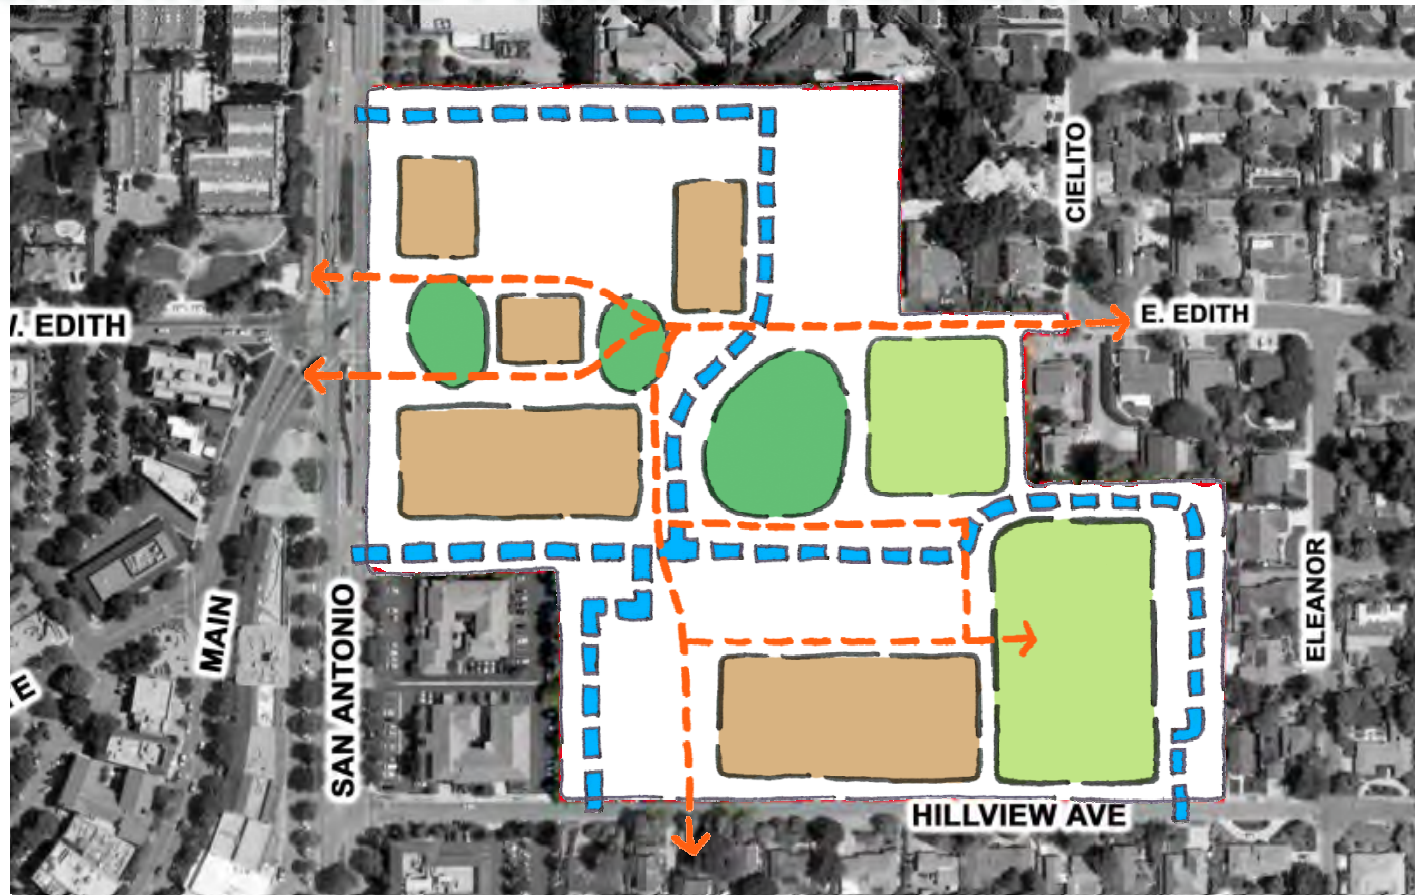 CIELITO
E. EDITH
. EDITH
MAIN
SAN ANTONIO
ELEANOR
HILLVIEW AVE